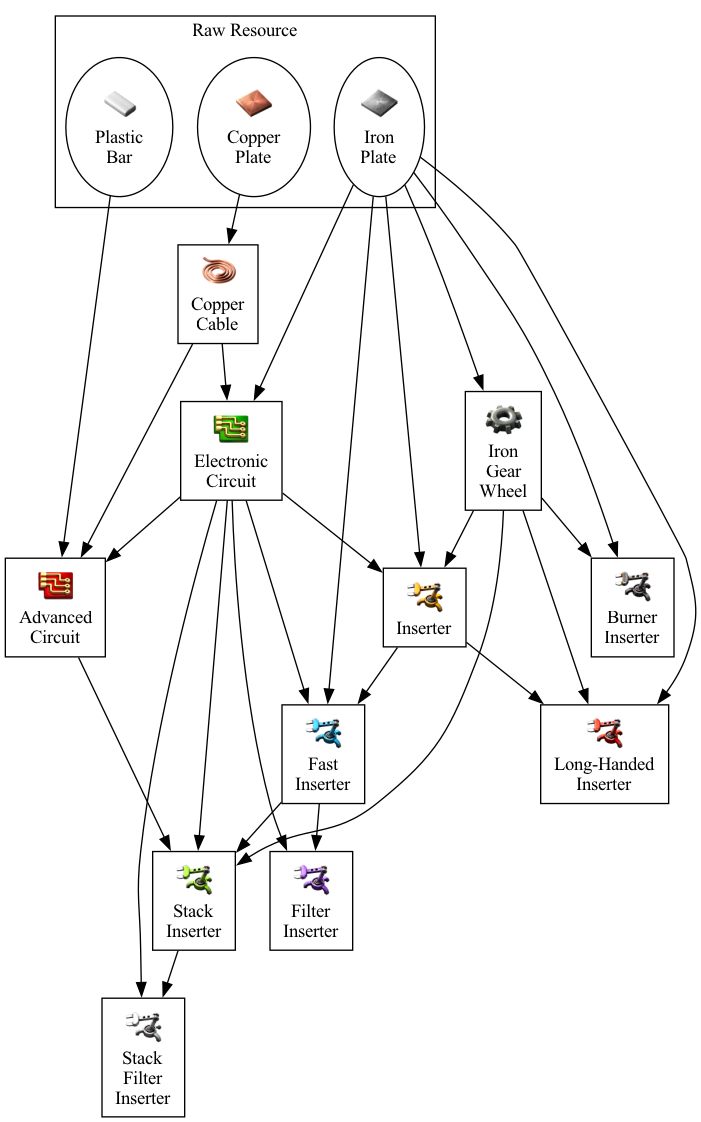 Raw Resource
Plastic
Bar
Copper
Plate
Iron
Plate
Copper
Cable
Electronic
Circuit
Iron
Gear
Wheel
Advanced
Circuit
Inserter
Burner
Inserter
Fast
Inserter
Long-Handed
Inserter
Stack
Inserter
Filter
Inserter
Stack
Filter
Inserter